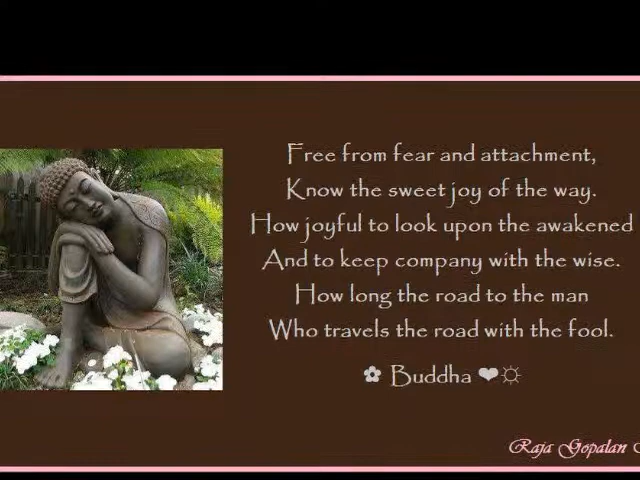 Free from fear and attachment,
Know the sweet joy of the way.
How joyful to look upon the awakened
And to keep company with the wise.
How long the road to the man
Who travels the road with the fool.
✿ Buddha ❤☼
Raja Gopalan